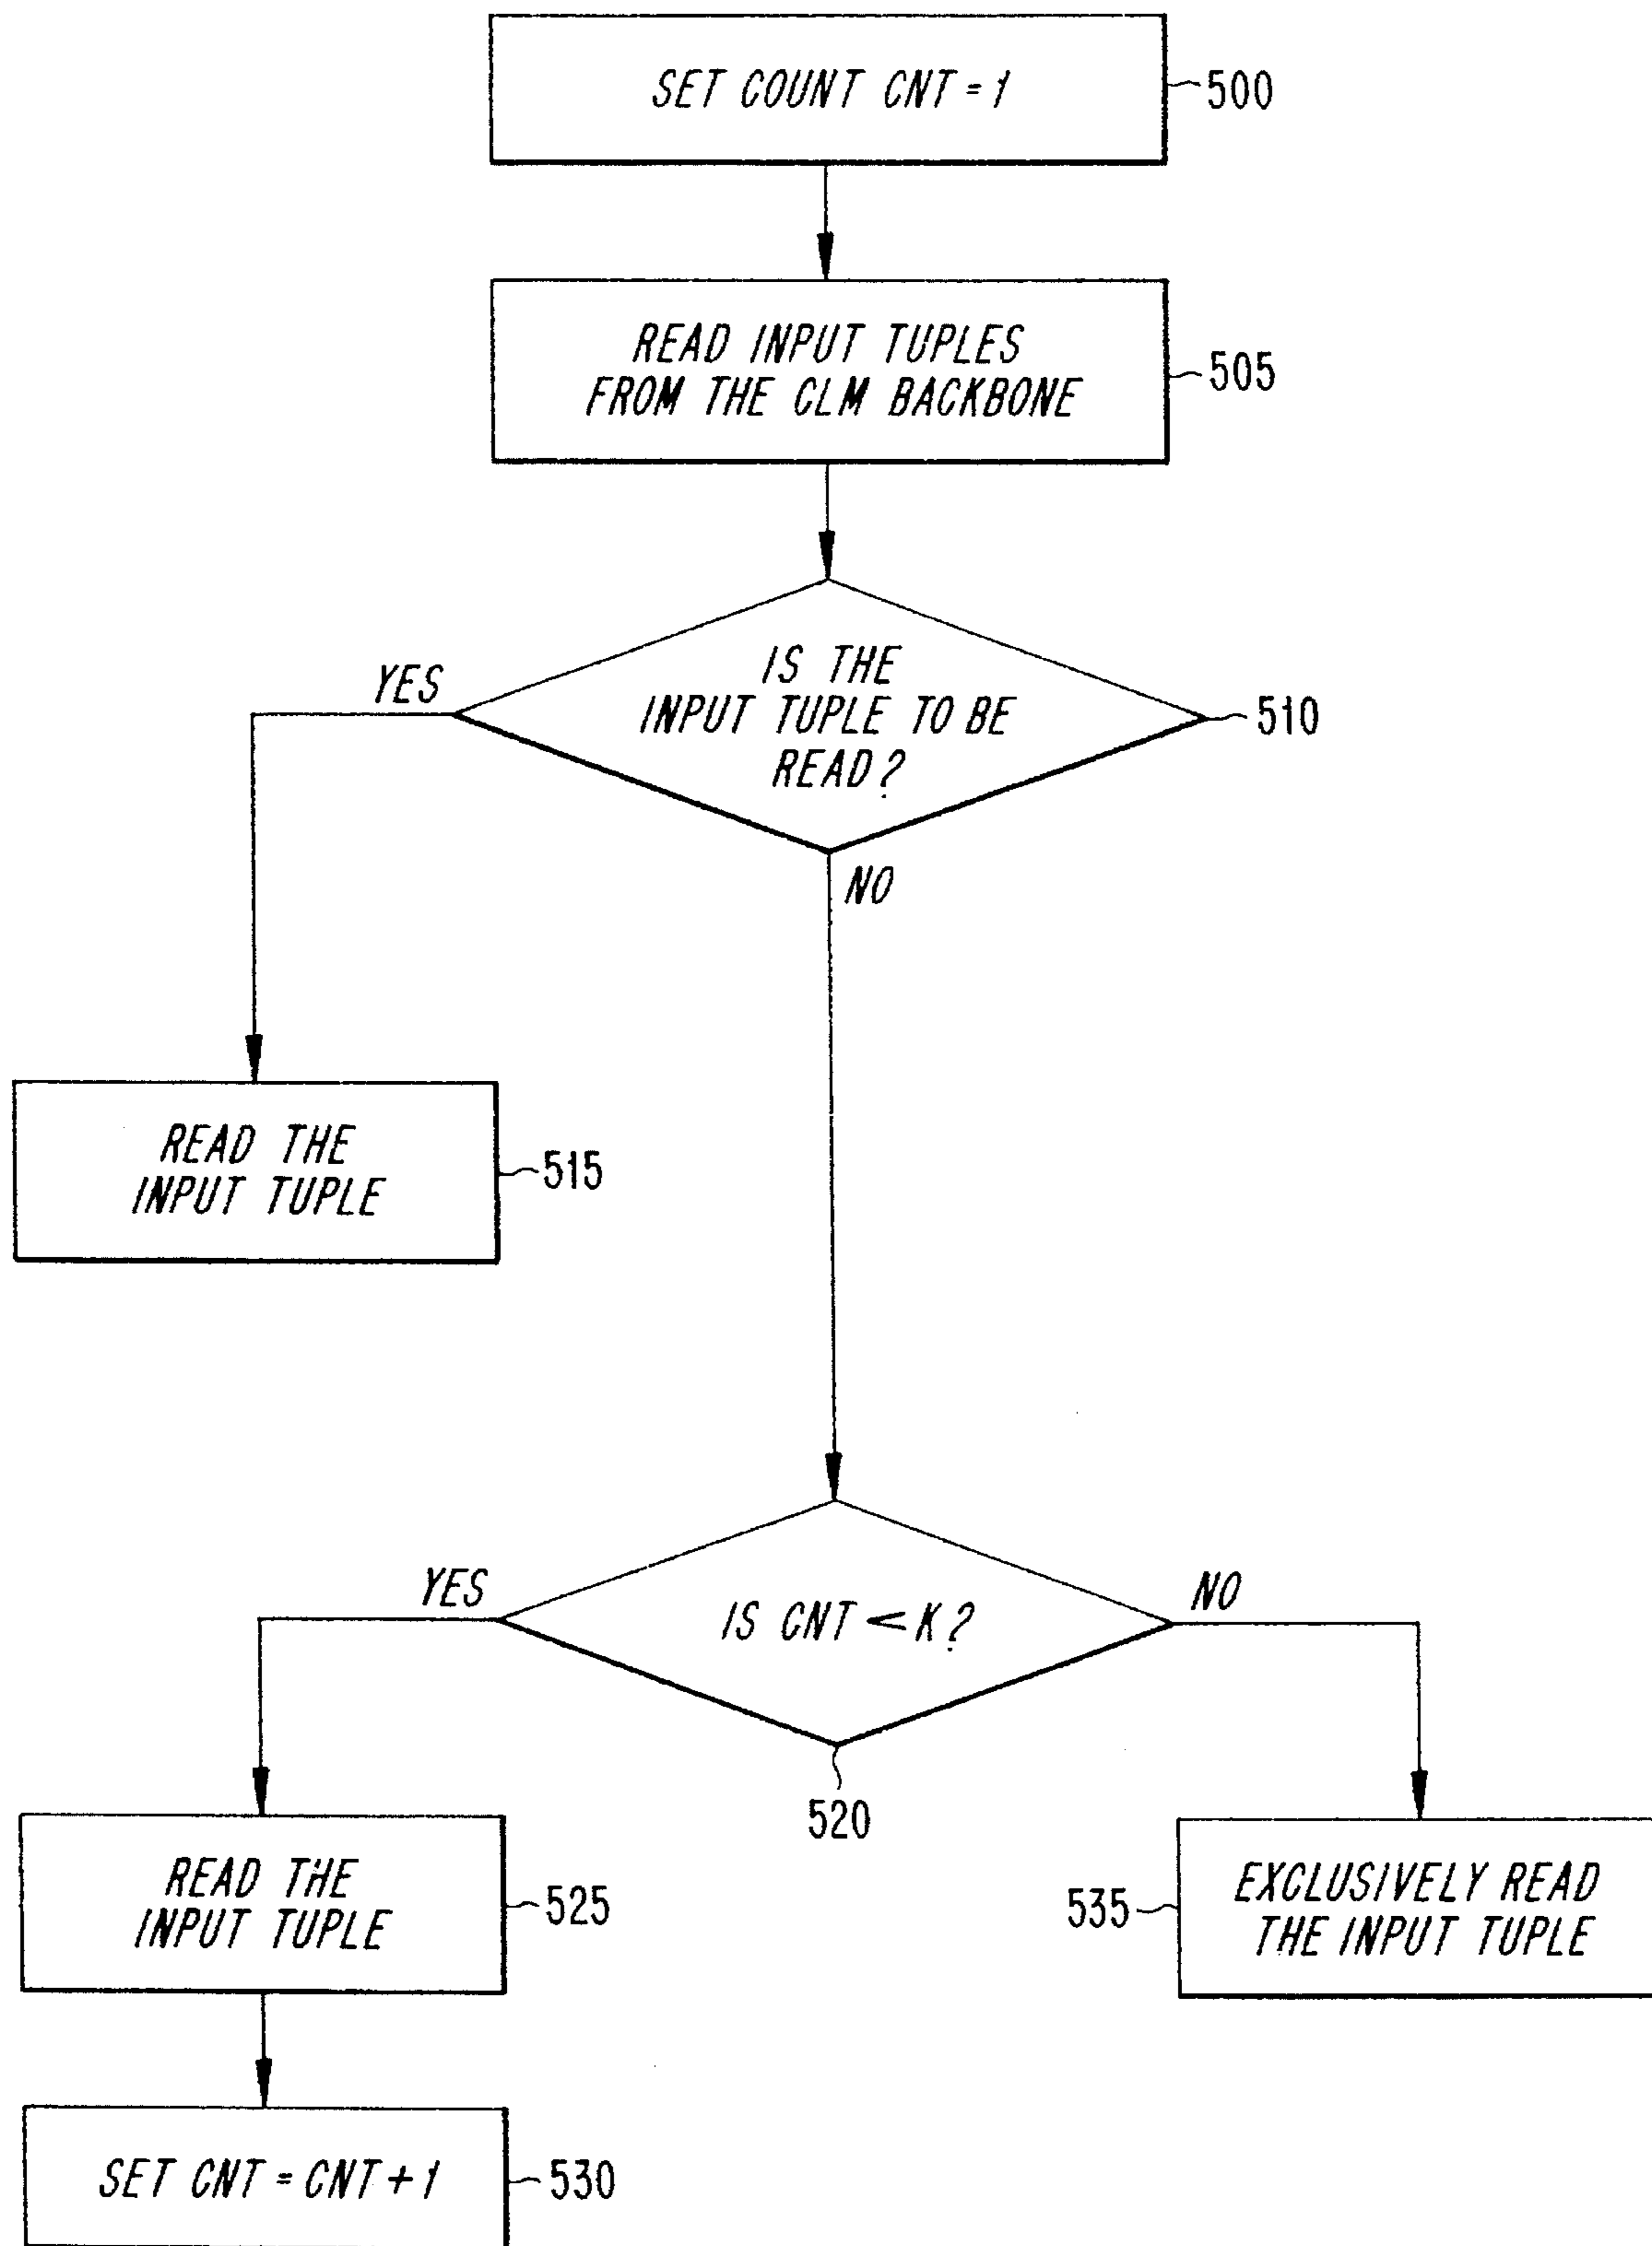 SET COUNT CNT = 1
500
READ INPUT TUPLES
FROM THE CLM BACKBONE
505
YES
IS THE
INPUT TUPLE TO BE
READ?
510
NO
READ THE
INPUT TUPLE
515
YES
IS CNT < K?
NO
520
READ THE
INPUT TUPLE
525
535
EXCLUSIVELY READ
THE INPUT TUPLE
SET CNT = CNT + 1
530